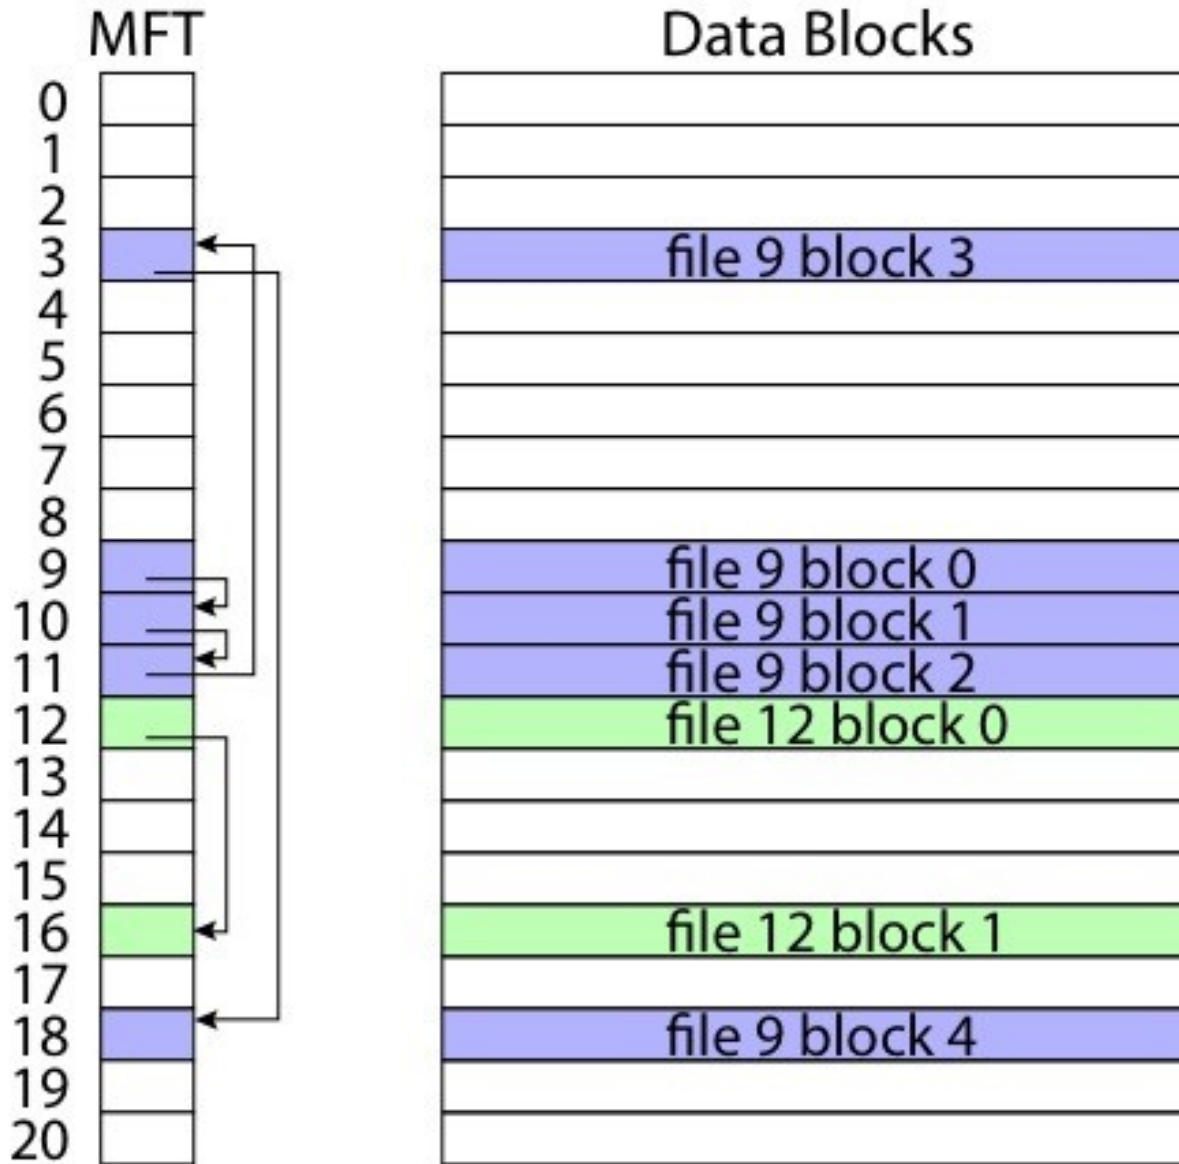 MFT Data Blocks
0
1
2
3 file 9 block 3
4
5
6
7
8
9 file 9 block 0
10 file 9 block 1
11 file 9 block 2
12 file 12 block 0
13
14
15
16 file 12 block 1
17
18 file 9 block 4
19
20